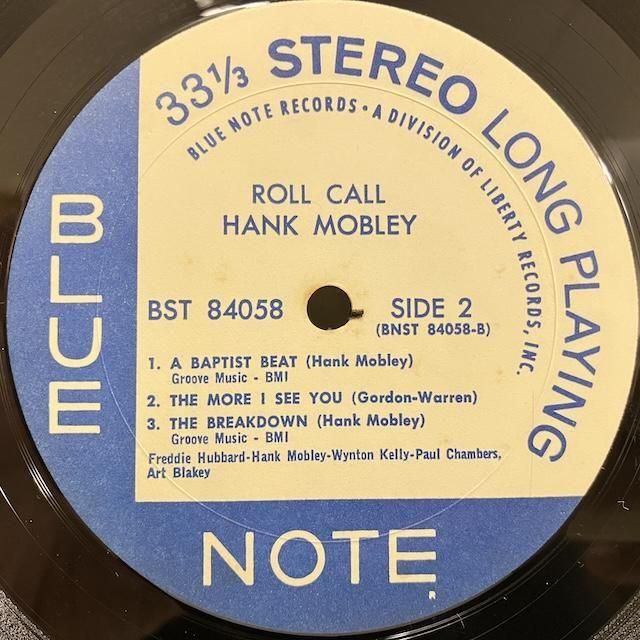 33⅓ STEREO LONG PLAYING
BLUE NOTE RECORDS • A DIVISION OF LIBERTY RECORDS, INC.
ROLL CALL
HANK MOBLEY
BST 84058
SIDE 2
(BNST 84058-B)
1. A BAPTIST BEAT (Hank Mobley)
Groove Music - BMI
2. THE MORE I SEE YOU (Gordon-Warren)
3. THE BREAKDOWN (Hank Mobley)
Groove Music - BMI
Freddie Hubbard-Hank Mobley-Wynton Kelly-Paul Chambers,
Art Blakey
BLUE
NOTE